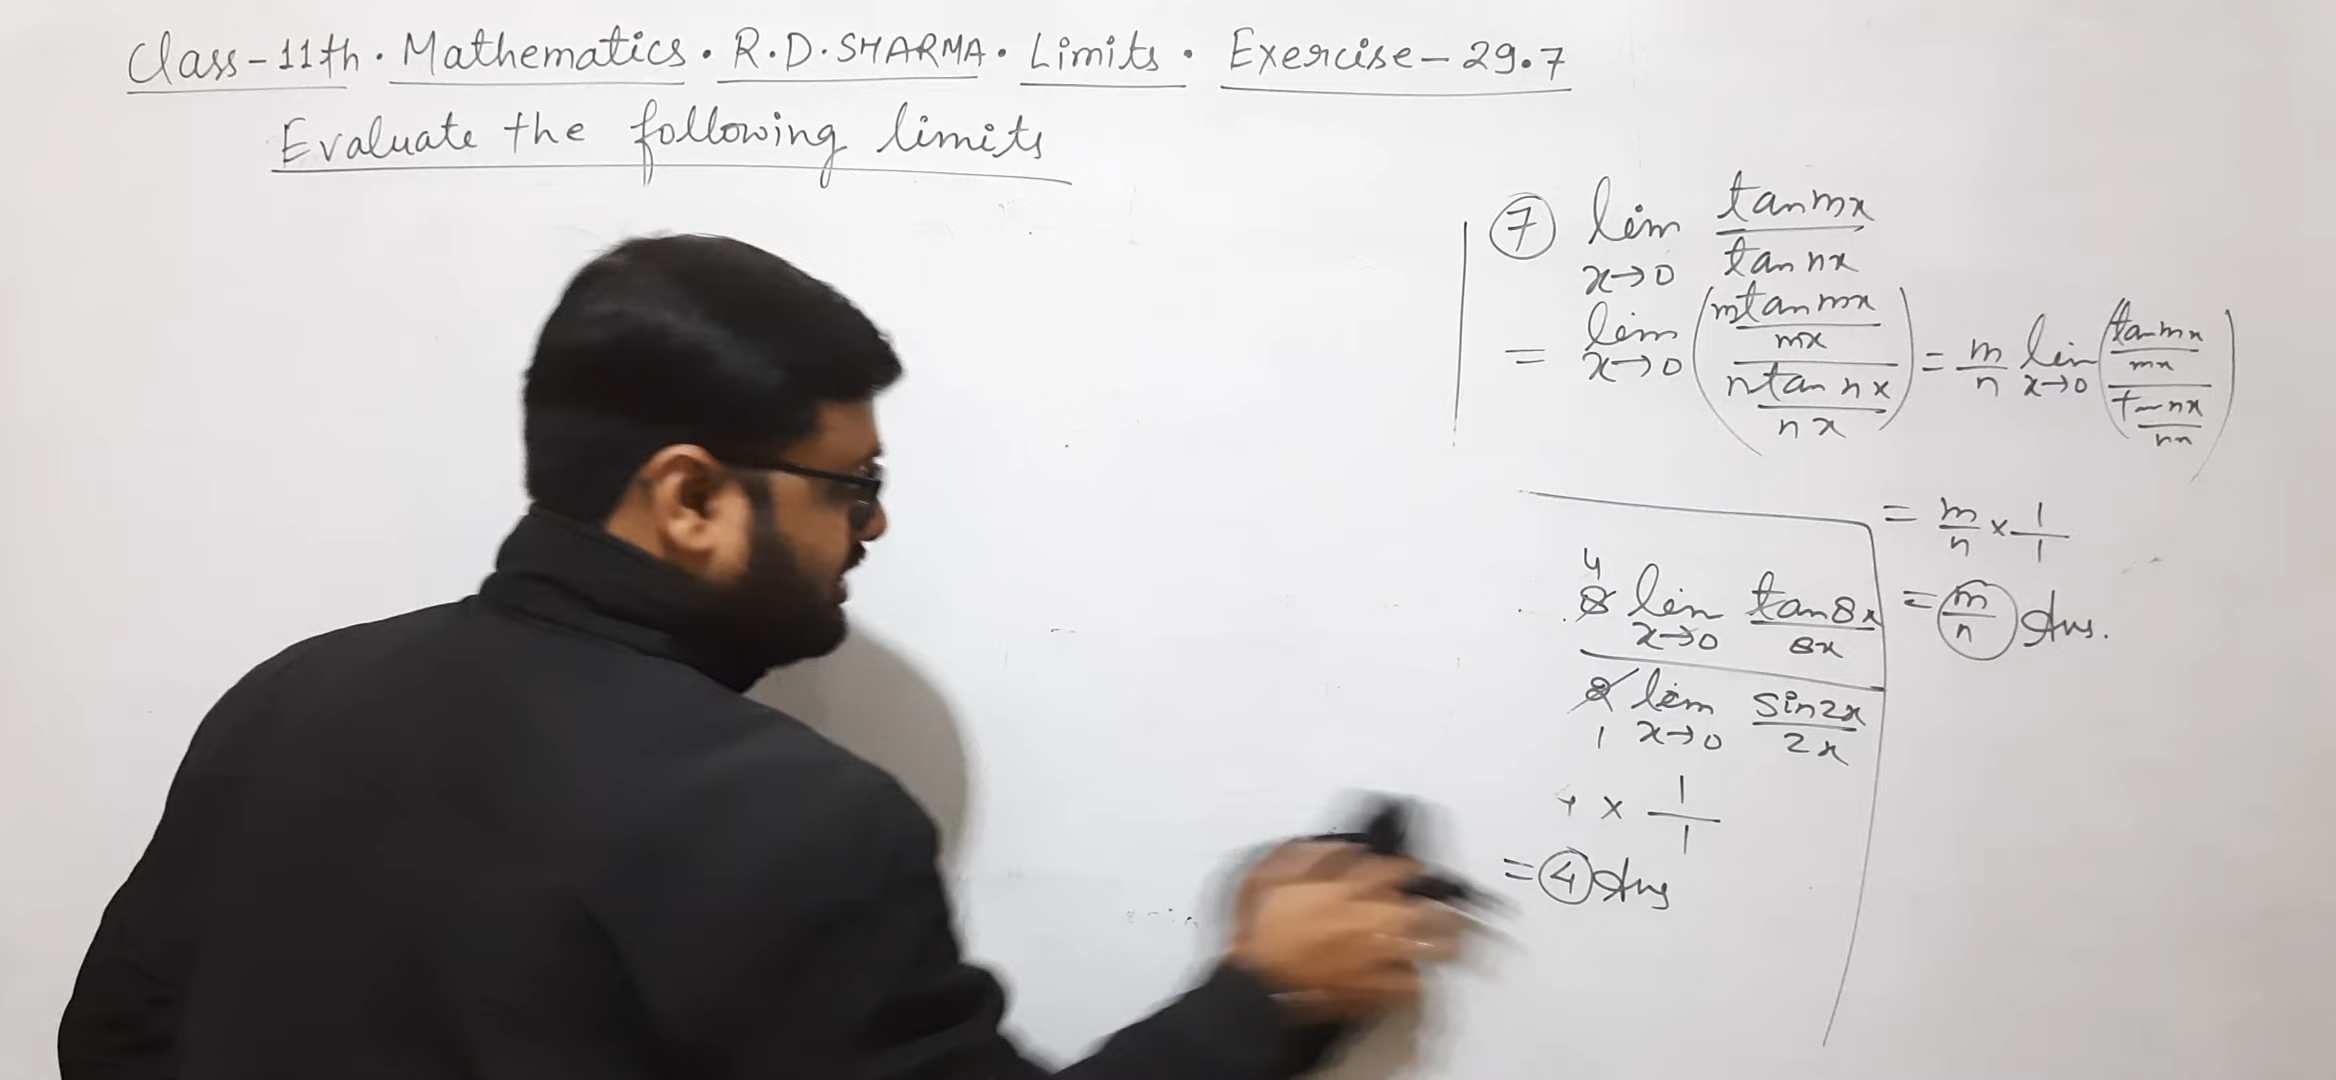 Class-11th. Mathematics. R.D. SHARMA. Limits. Exercise-29.7
Evaluate the following limits
⑦ lim x→0 tan mx / tan nx
= lim x→0 ((m tan mx / mx) / (n tan nx / nx)) = m/n lim x→0 ((tan mx / mx) / (tan nx / nx))
= m/n × 1/1
= m/n Ans.
4
8 lim x→0 tan 8x / 8x
2 lim x→0 sin 2x / 2x
1
4 × 1/1
= ④ Ans